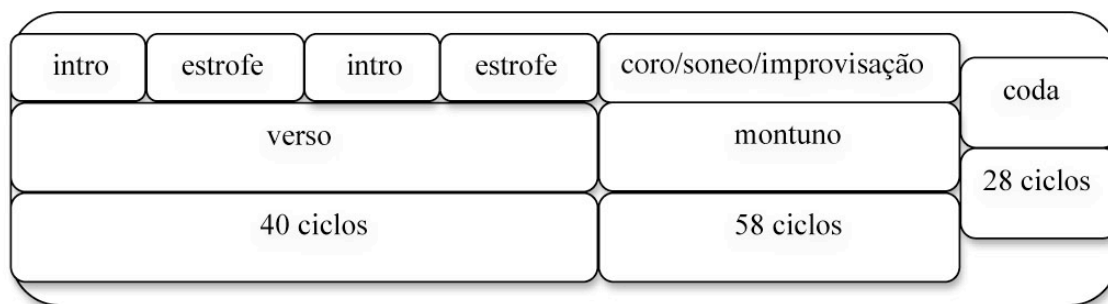 intro estrofe intro estrofe coro/soneo/improvisação
coda
verso montuno
28 ciclos
40 ciclos 58 ciclos